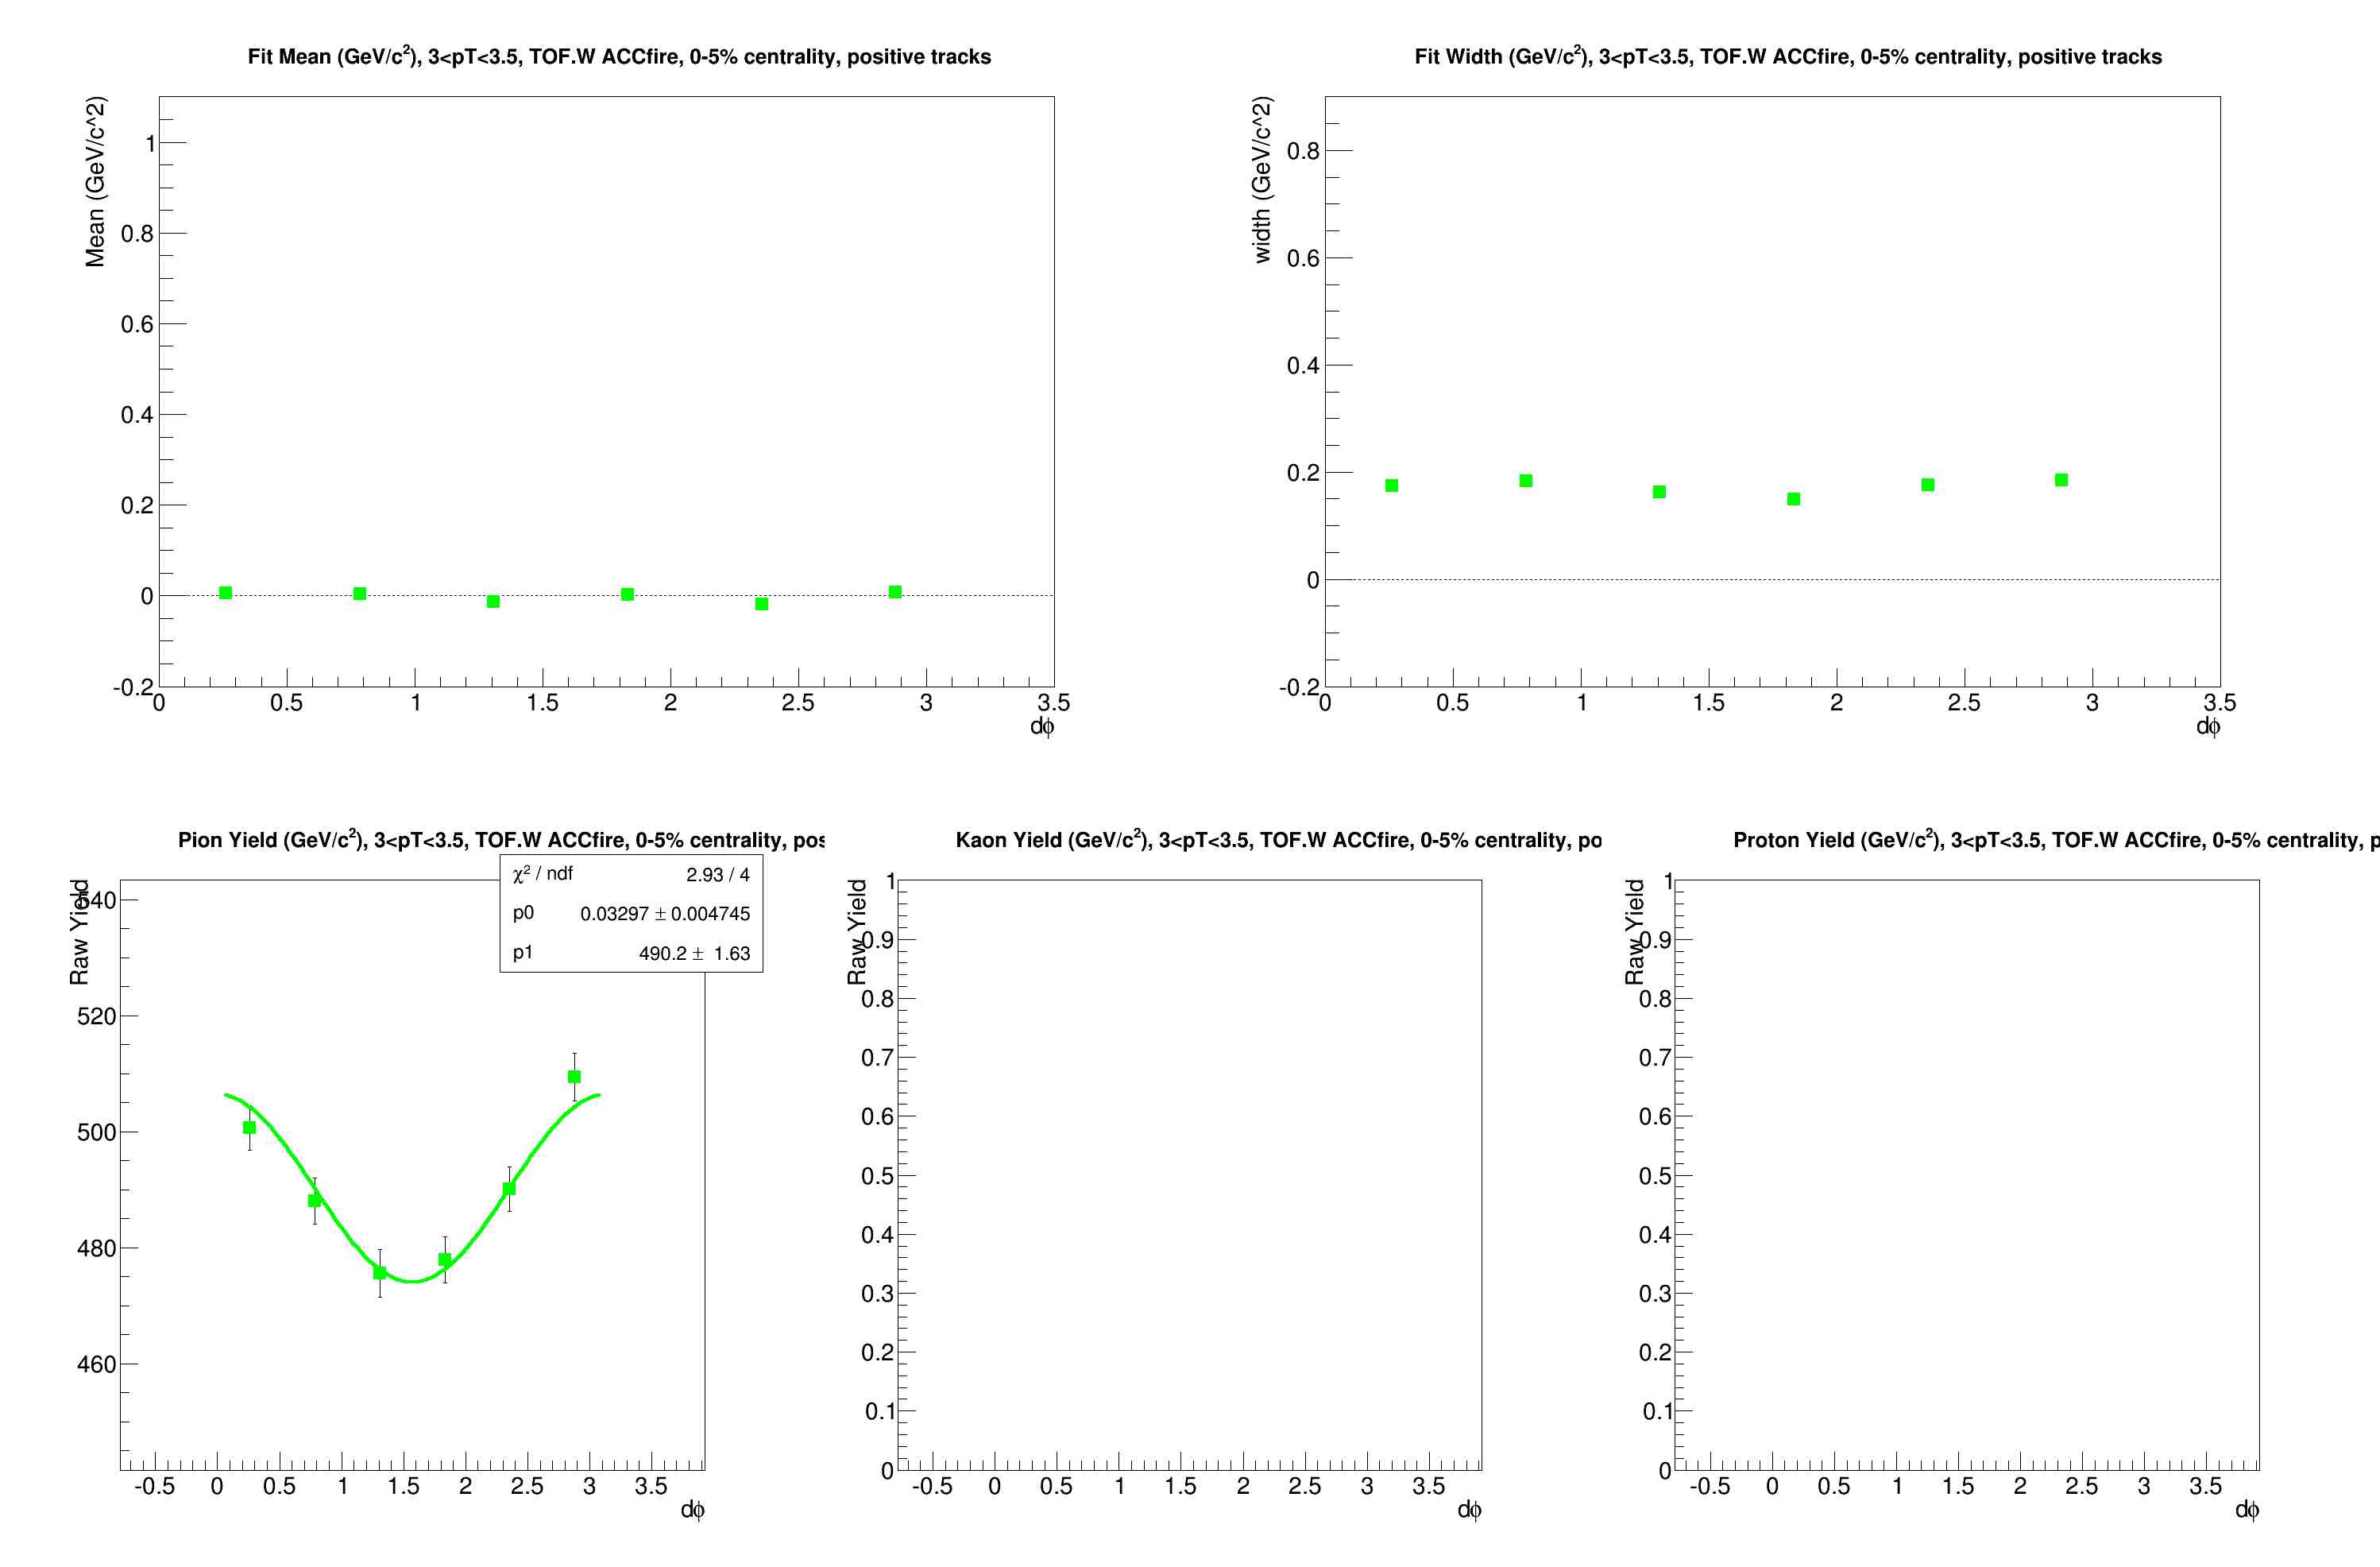 Fit Mean (GeV/c²), 3<pT<3.5, TOF.W ACCfire, 0-5% centrality, positive tracks
Mean (GeV/c^2)
1
0.8
0.6
0.4
0.2
0
-0.2
0 0.5 1 1.5 2 2.5 3 3.5
dϕ
Fit Width (GeV/c²), 3<pT<3.5, TOF.W ACCfire, 0-5% centrality, positive tracks
width (GeV/c^2)
0.8
0.6
0.4
0.2
0
-0.2
0 0.5 1 1.5 2 2.5 3 3.5
dϕ
Pion Yield (GeV/c²), 3<pT<3.5, TOF.W ACCfire, 0-5% centrality, pos
χ² / ndf 2.93 / 4
p0 0.03297 ± 0.004745
p1 490.2 ± 1.63
Raw Yield
540
520
500
480
460
-0.5 0 0.5 1 1.5 2 2.5 3 3.5
dϕ
Kaon Yield (GeV/c²), 3<pT<3.5, TOF.W ACCfire, 0-5% centrality, po
Raw Yield
1
0.9
0.8
0.7
0.6
0.5
0.4
0.3
0.2
0.1
0
-0.5 0 0.5 1 1.5 2 2.5 3 3.5
dϕ
Proton Yield (GeV/c²), 3<pT<3.5, TOF.W ACCfire, 0-5% centrality, p
Raw Yield
1
0.9
0.8
0.7
0.6
0.5
0.4
0.3
0.2
0.1
0
-0.5 0 0.5 1 1.5 2 2.5 3 3.5
dϕ